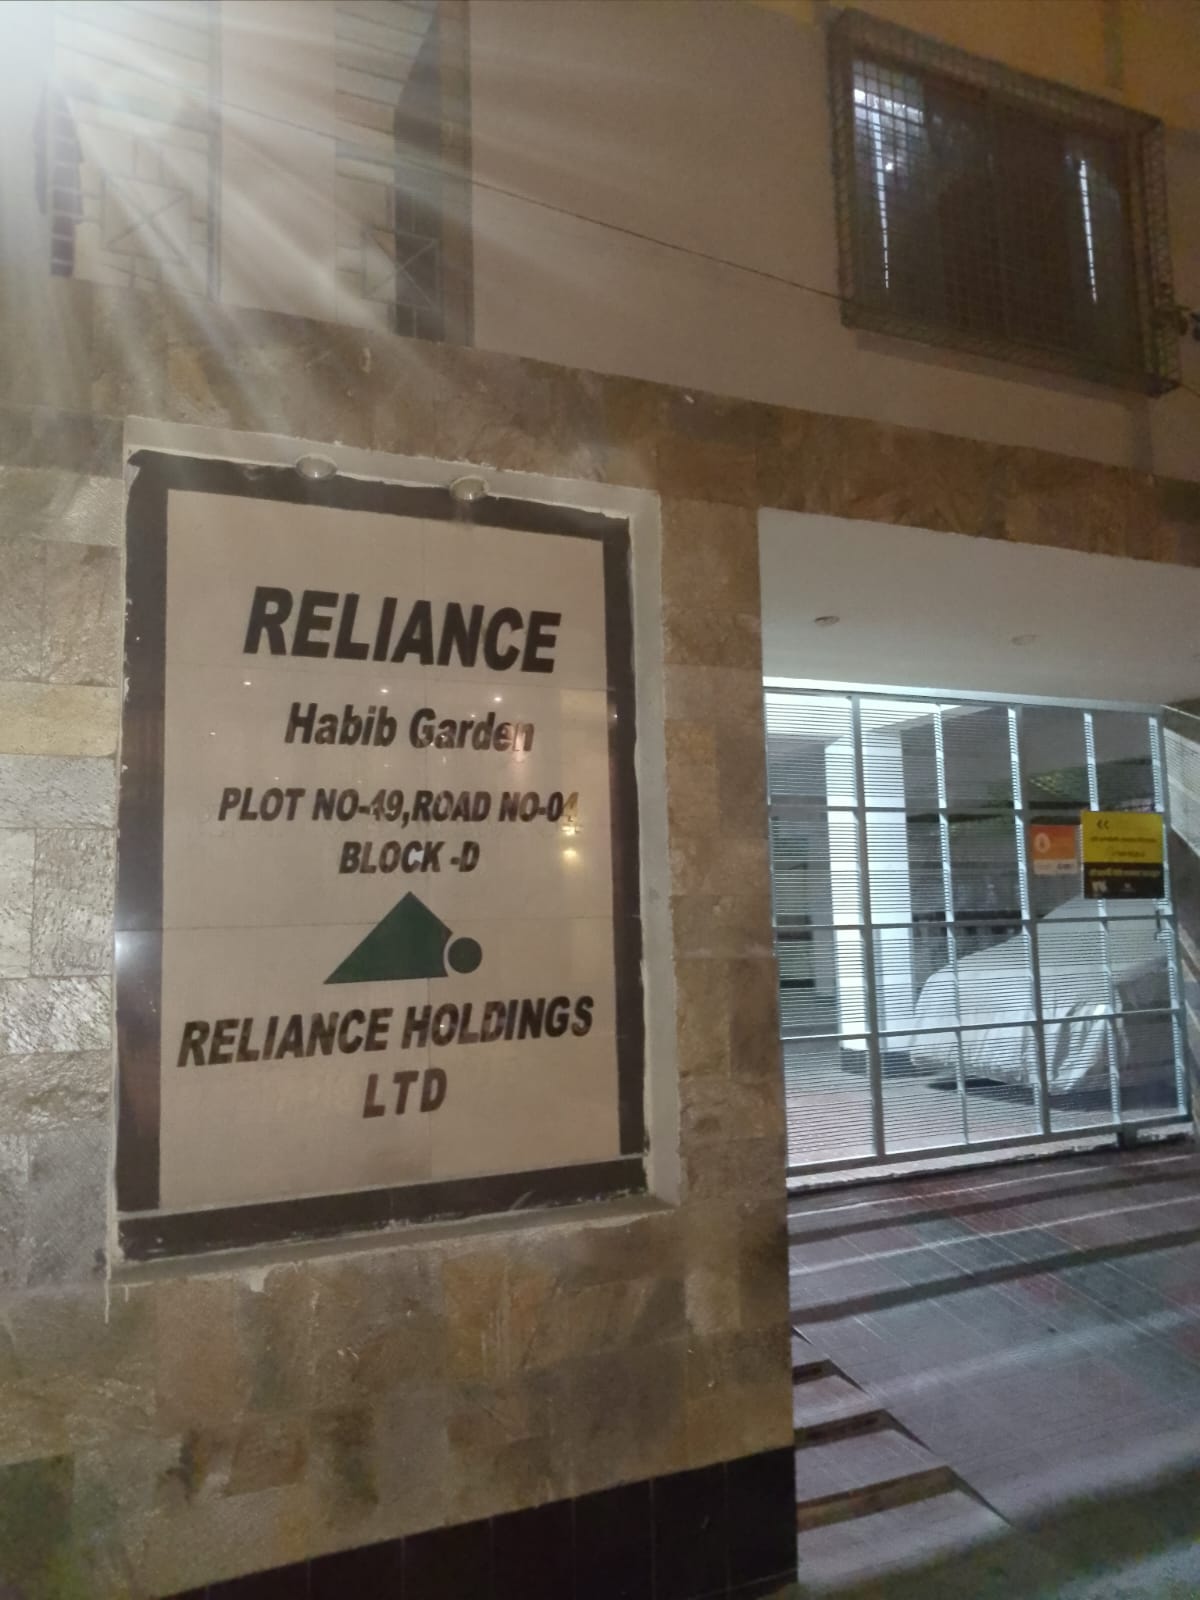 RELIANCE
Habib Garden
PLOT NO-49,ROAD NO-04
BLOCK -D
RELIANCE HOLDINGS
LTD